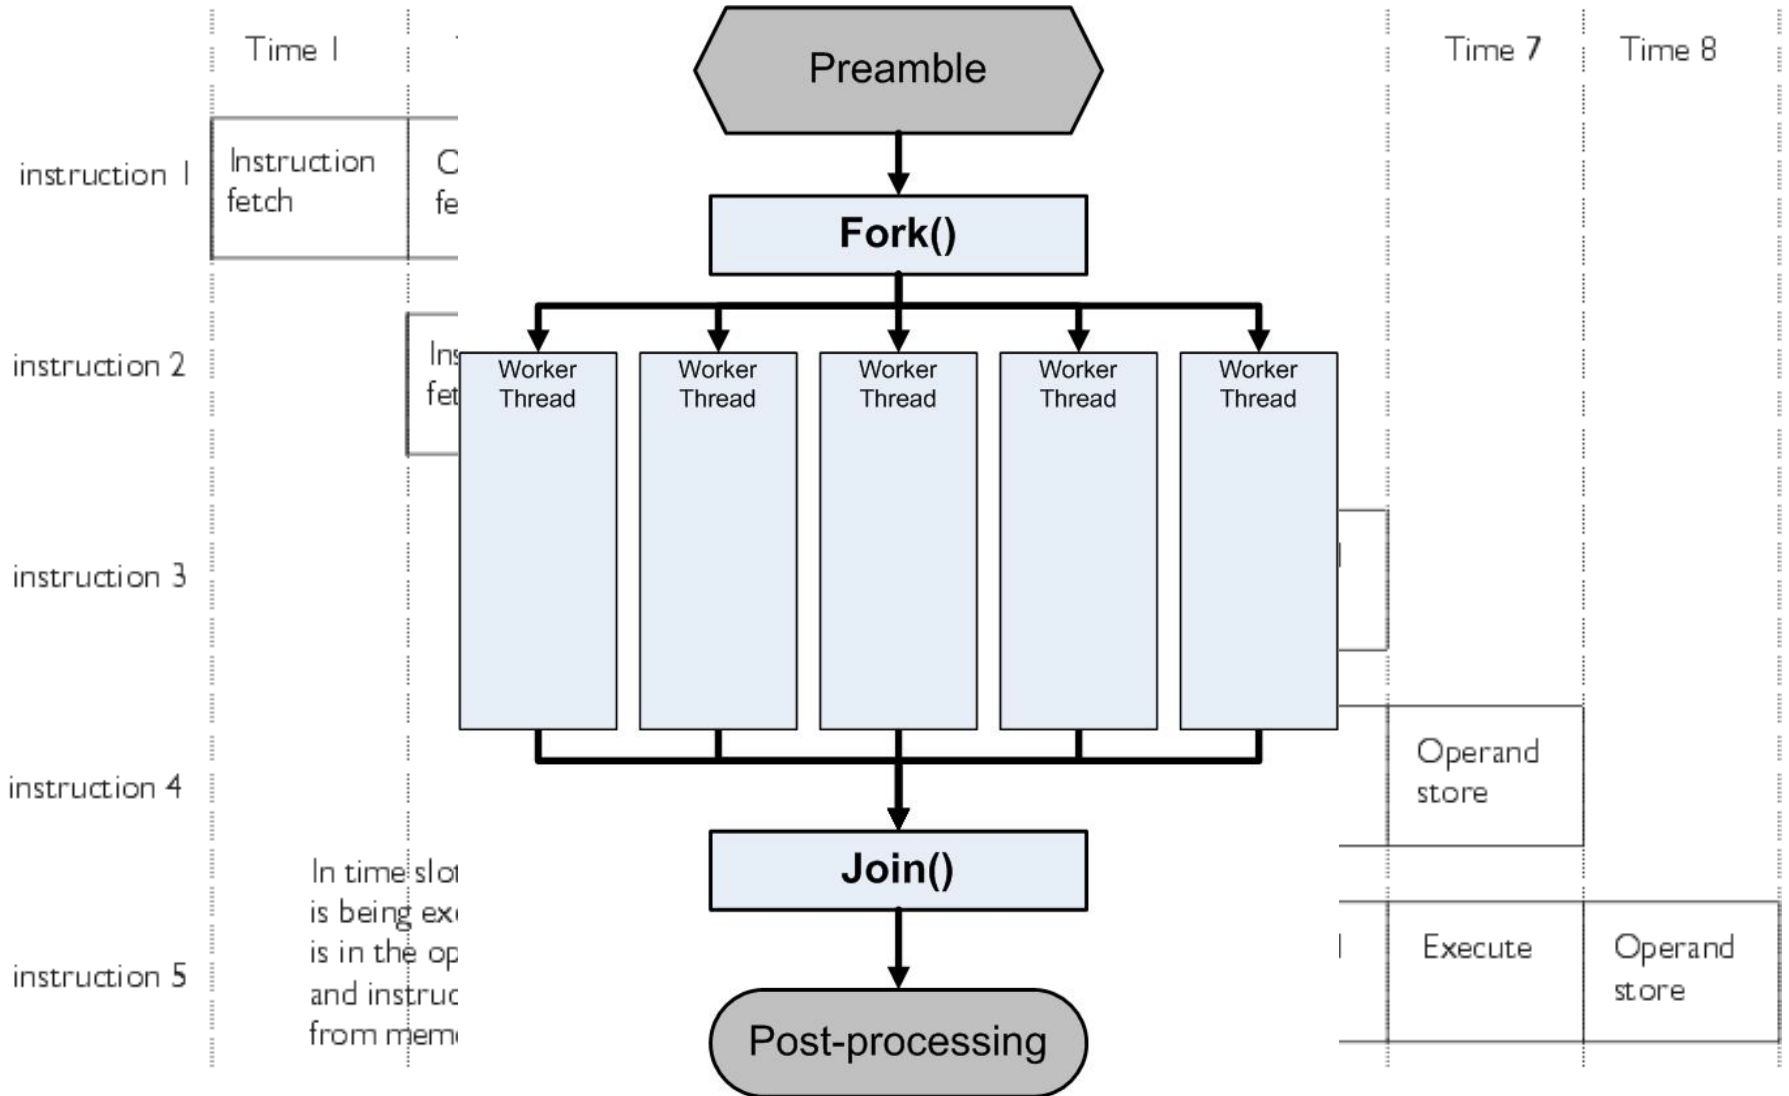 Time 1
Time 7
Time 8
Preamble
instruction 1
Instruction
fetch
Fork()
instruction 2
Worker
Thread
Worker
Thread
Worker
Thread
Worker
Thread
Worker
Thread
instruction 3
instruction 4
Operand
store
Join()
In time slot
is being
is in the
and
from
instruction 5
Execute
Operand
store
Post-processing